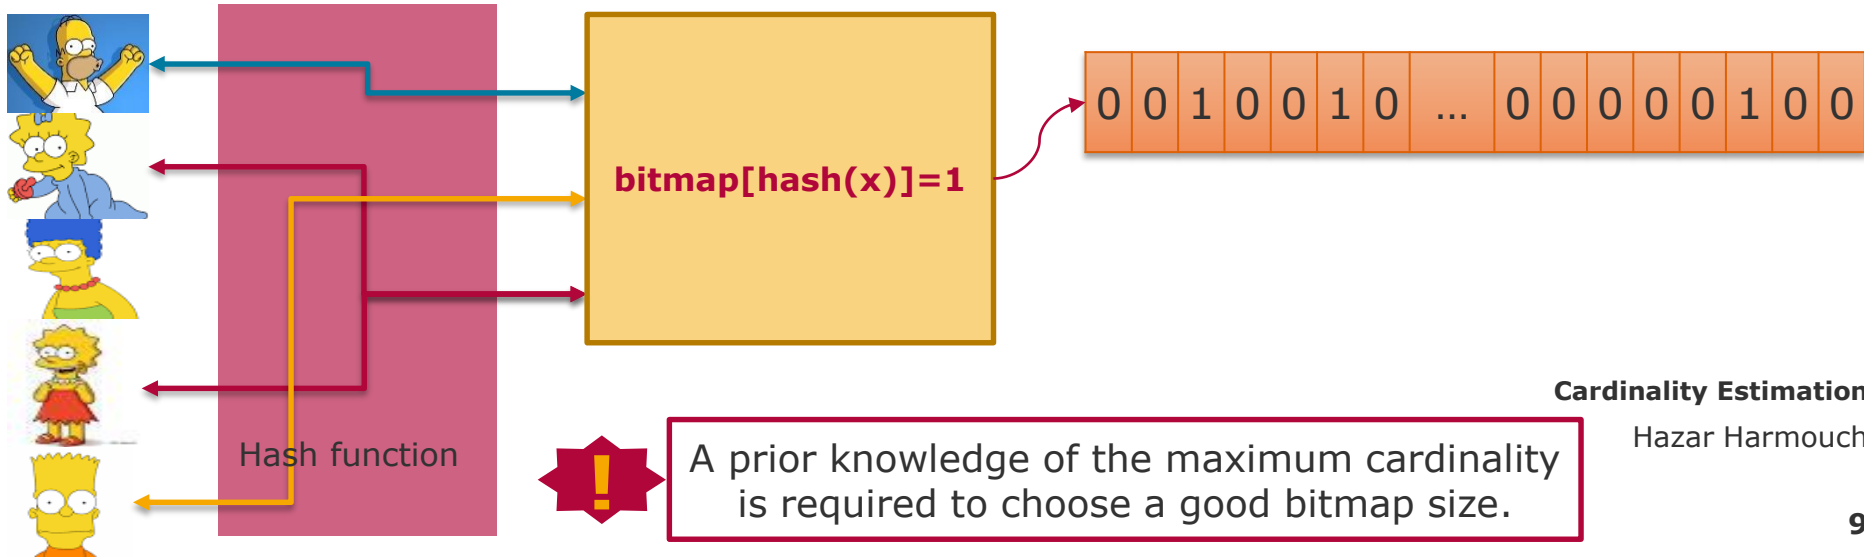 bitmap[hash(x)]=1
0 0 1 0 0 1 0 ... 0 0 0 0 0 1 0 0
Hash function
!
A prior knowledge of the maximum cardinality
is required to choose a good bitmap size.
Cardinality Estimation
Hazar Harmouch
9